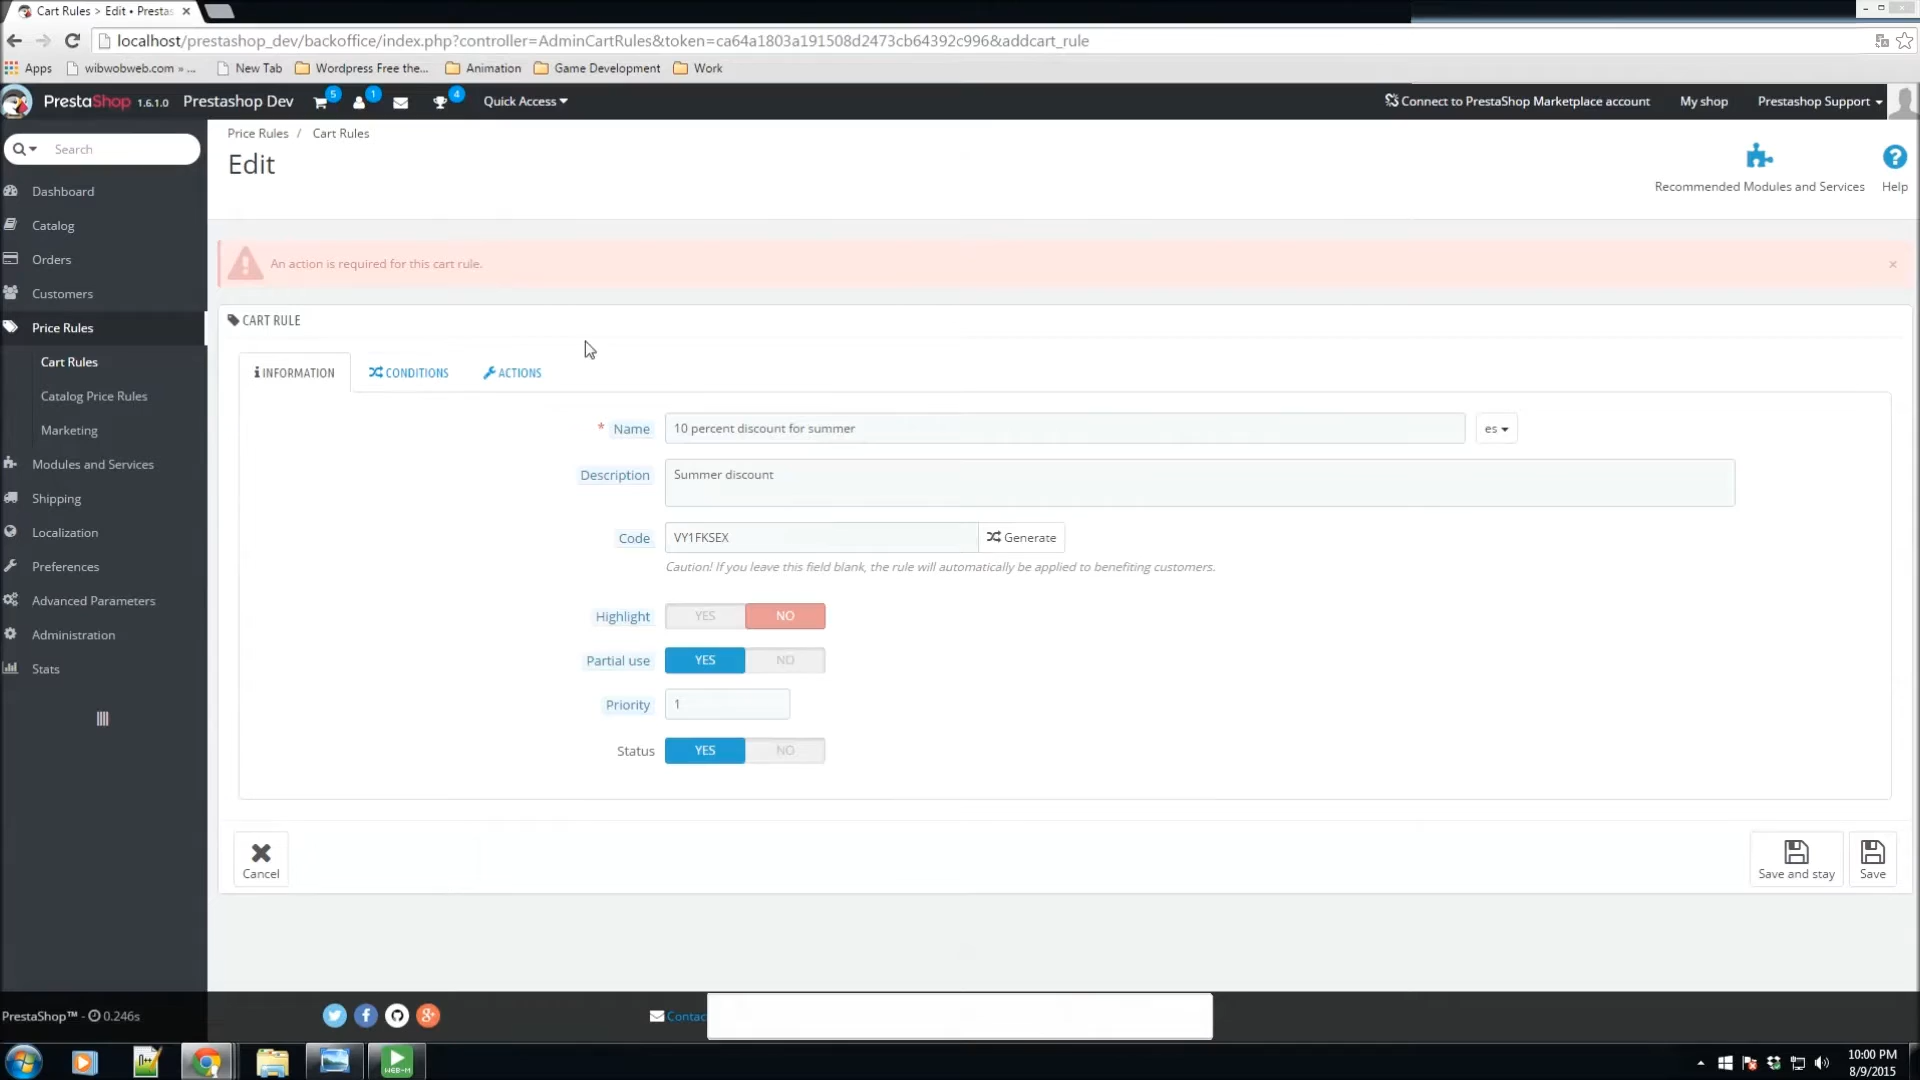 Cart Rules > Edit • Prestas
localhost/prestashop_dev/backoffice/index.php?controller=AdminCartRules&token=ca64a1803a191508d2473cb64392c996&addcart_rule
Apps wibwobweb.com » ... New Tab Wordpress Free the... Animation Game Development Work
PrestaShop 1.6.1.0 Prestashop Dev 5 1 4 Quick Access Connect to PrestaShop Marketplace account My shop Prestashop Support
Search
Dashboard
Catalog
Orders
Customers
Price Rules
Cart Rules
Catalog Price Rules
Marketing
Modules and Services
Shipping
Localization
Preferences
Advanced Parameters
Administration
Stats
Price Rules / Cart Rules
Edit
Recommended Modules and Services Help
An action is required for this cart rule. ×
CART RULE
INFORMATION CONDITIONS ACTIONS
* Name 10 percent discount for summer es
Description Summer discount
Code VY1FKSEX Generate
Caution! If you leave this field blank, the rule will automatically be applied to benefiting customers.
Highlight YES NO
Partial use YES NO
Priority 1
Status YES NO
Cancel Save and stay Save
PrestaShop™ - 0.246s Contac
WEB-M
10:00 PM
8/9/2015